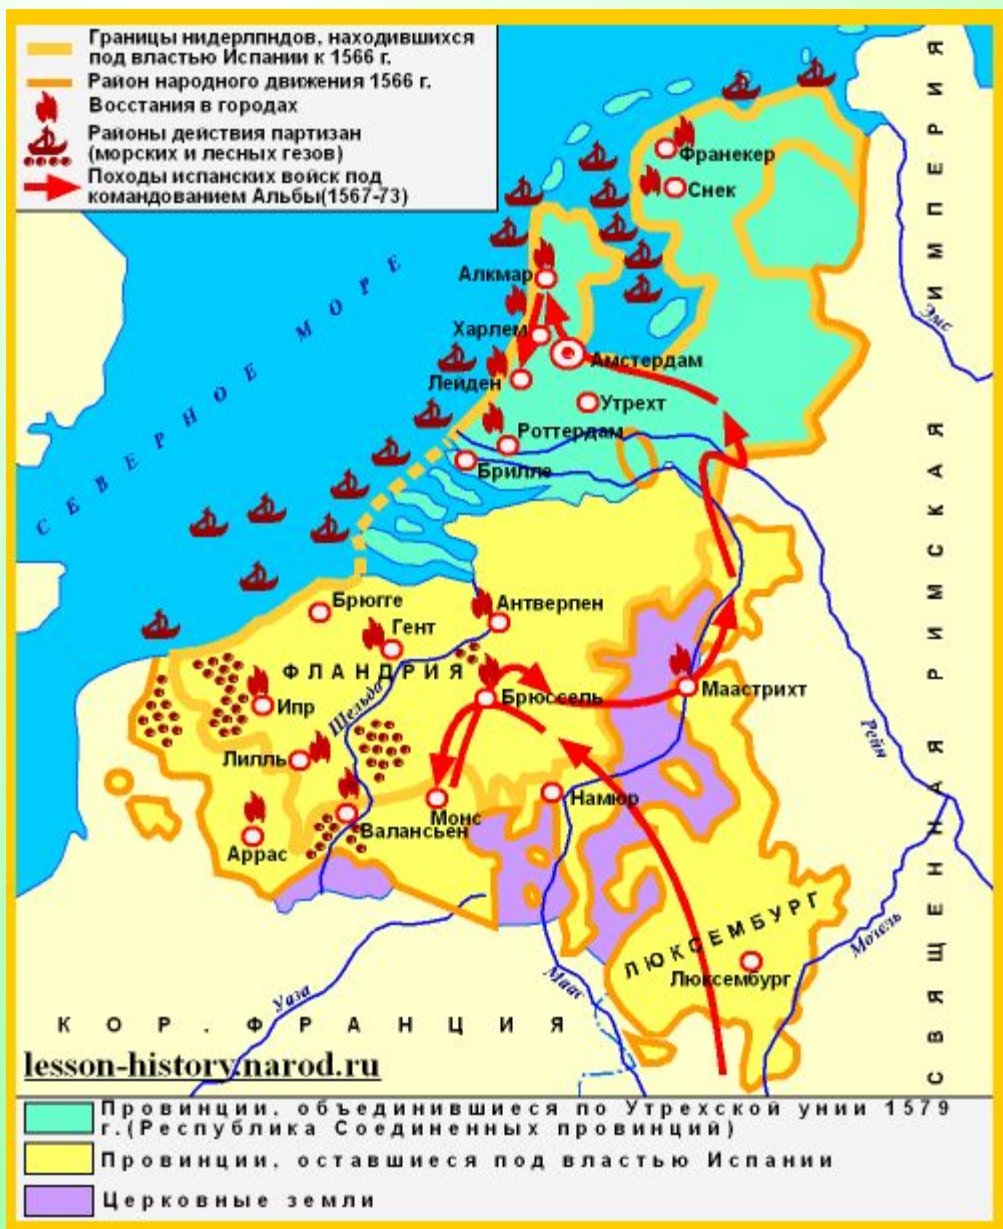 Границы нидерлпндов, находившихся
под властью Испании к 1566 г.
Район народного движения 1566 г.
Восстания в городах
Районы действия партизан
(морских и лесных гезов)
Походы испанских войск под
командованием Альбы(1567-73)
СЕВЕРНОЕ МОРЕ
СВЯЩЕННАЯ РИМСКАЯ ИМПЕРИЯ
Франекер
Снек
Эмс
Алкмар
Харлем
Амстердам
Лейден
Утрехт
Роттердам
Брилле
Брюгге
Антверпен
Гент
ФЛАНДРИЯ
Брюссель
Маастрихт
Ипр
Шельда
Рейн
Лилль
Монс
Намюр
Валансьен
Аррас
ЛЮКСЕМБУРГ
Люксембург
Мозель
Маас
Уаза
КОР. ФРАНЦИЯ
lesson-history.narod.ru
Провинции, объединившиеся по Утрехской унии 1579
г.(Республика Соединенных провинций)
Провинции, оставшиеся под властью Испании
Церковные земли